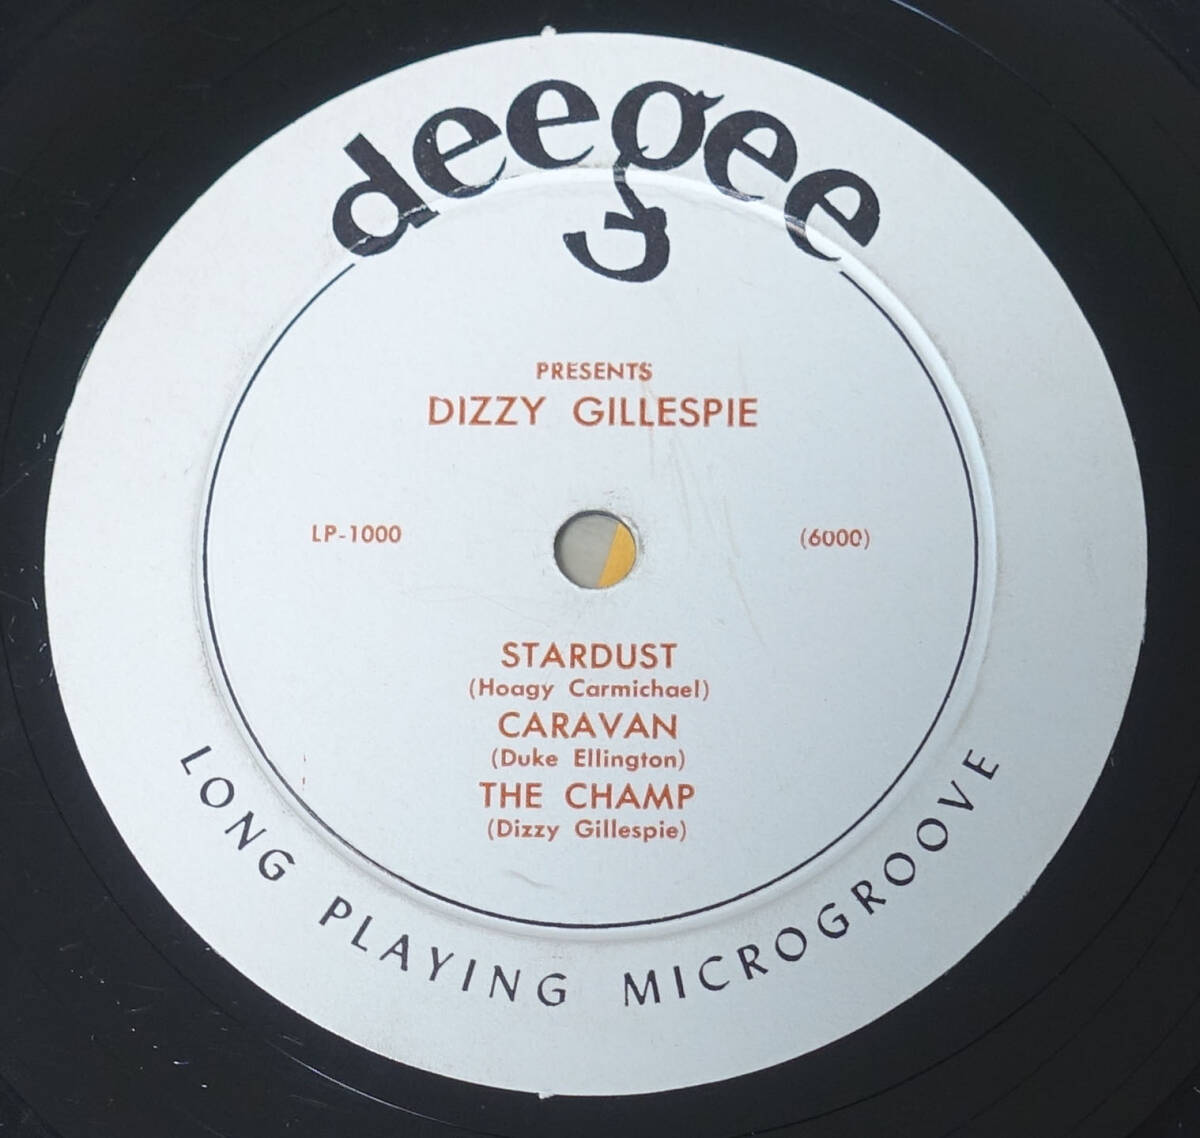 deegee
PRESENTS
DIZZY GILLESPIE
LP-1000
(6000)
STARDUST
(Hoagy Carmichael)
CARAVAN
(Duke Ellington)
THE CHAMP
(Dizzy Gillespie)
LONG PLAYING MICROGROOVE